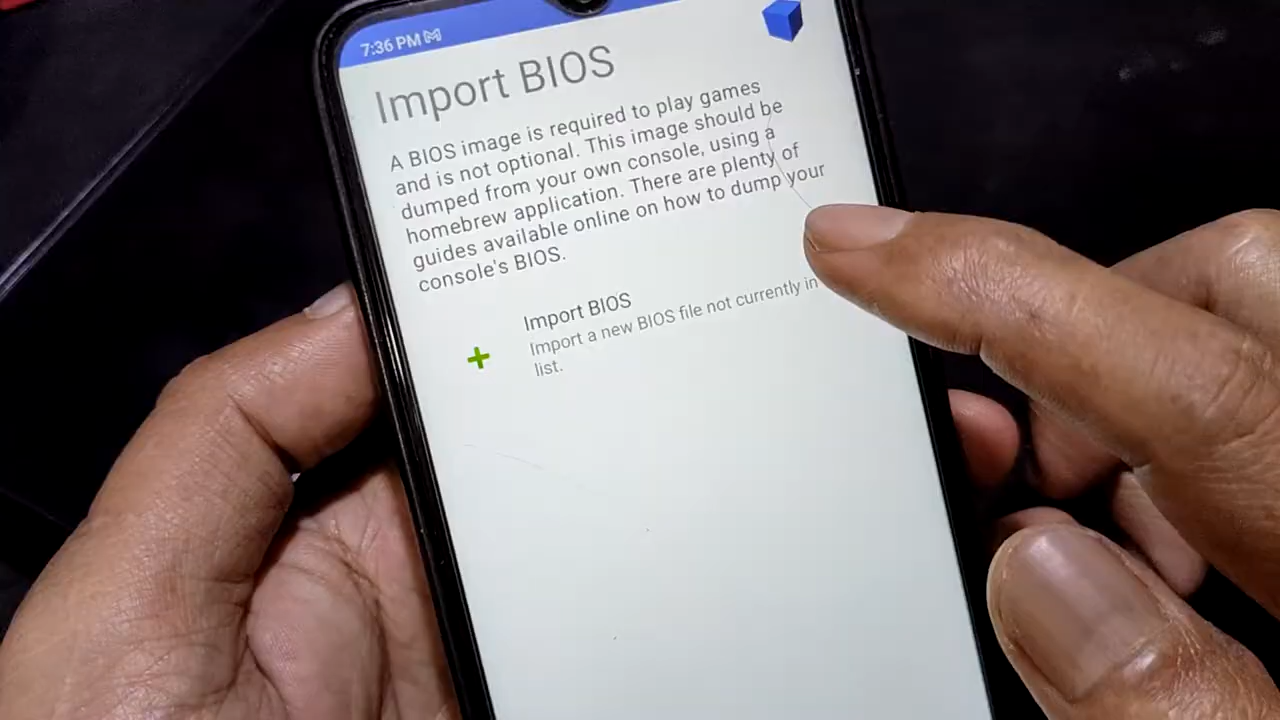 7:36 PM
Import BIOS
A BIOS image is required to play games
and is not optional. This image should be
dumped from your own console, using a
homebrew application. There are plenty of
guides available online on how to dump your
console's BIOS.
Import BIOS
Import a new BIOS file not currently in
list.